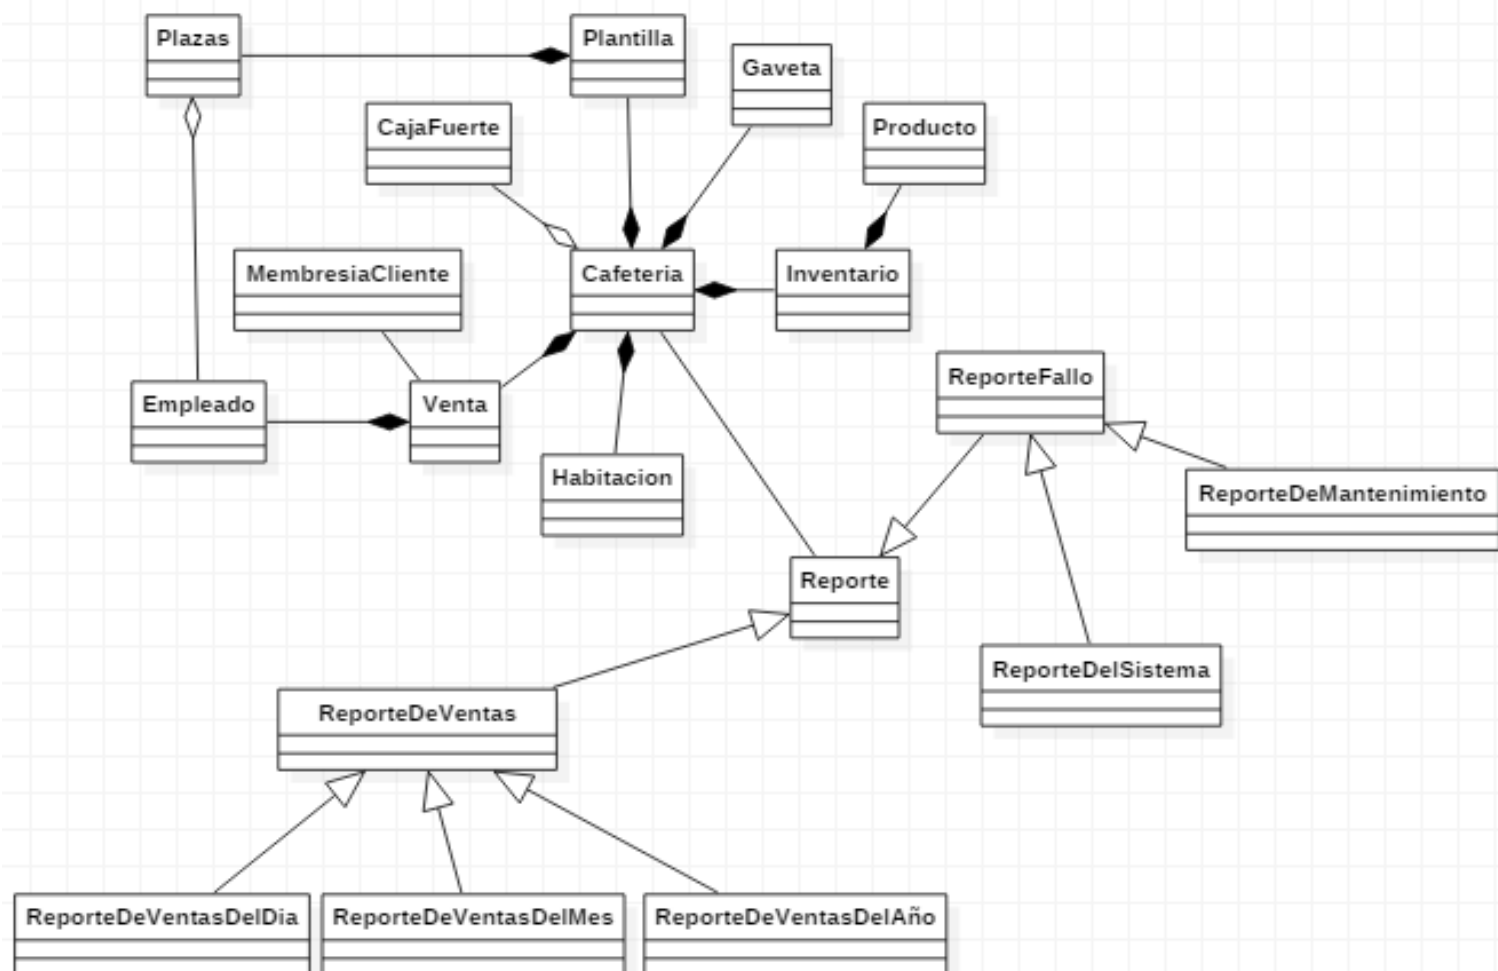 Plazas
Plantilla
Gaveta
CajaFuerte
Producto
MembresiaCliente
Cafeteria
Inventario
ReporteFallo
Empleado
Venta
Habitacion
ReporteDeMantenimiento
Reporte
ReporteDelSistema
ReporteDeVentas
ReporteDeVentasDelDia
ReporteDeVentasDelMes
ReporteDeVentasDelAño